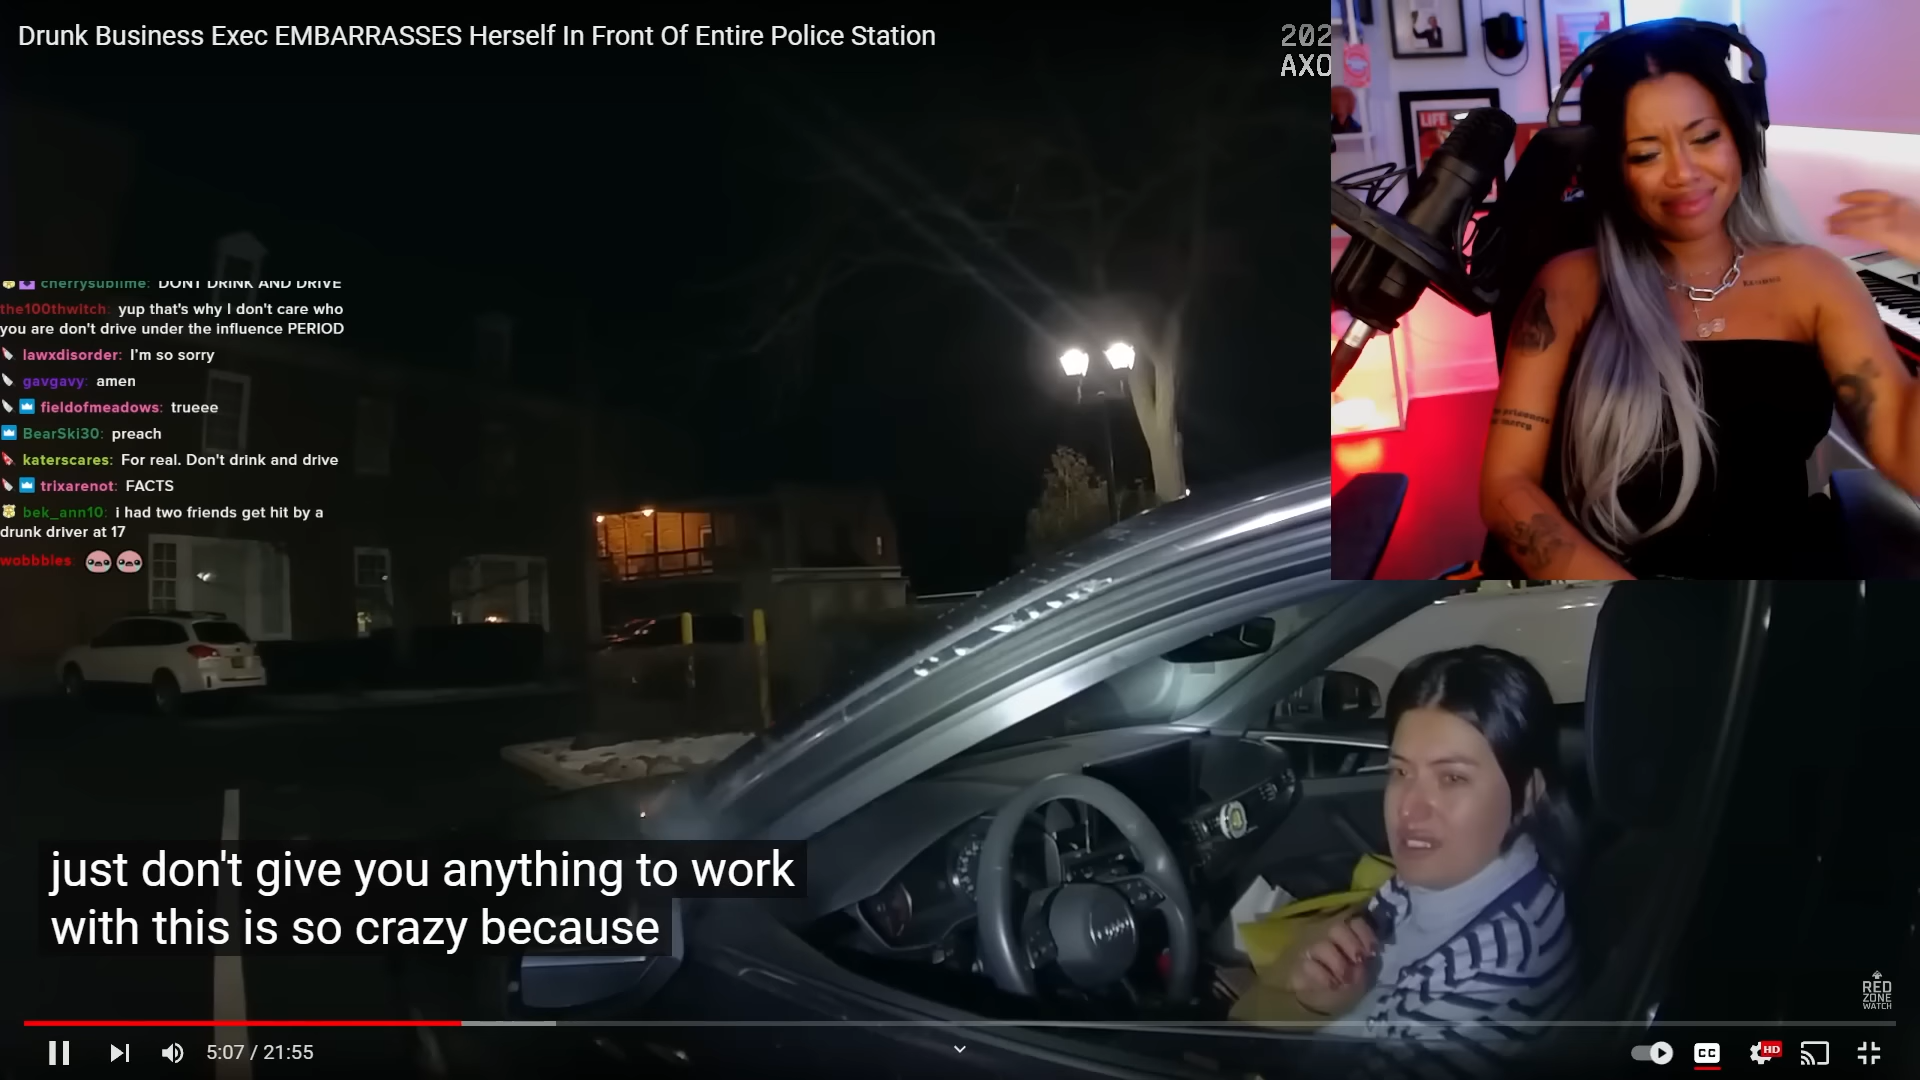 Drunk Business Exec EMBARRASSES Herself In Front Of Entire Police Station
202
AXO
LIFE
cherrysublime: DONT DRINK AND DRIVE
the100thwitch: yup that's why I don't care who
you are don't drive under the influence PERIOD
lawxdisorder: I'm so sorry
gavgavy: amen
fieldofmeadows: trueee
BearSki30: preach
katerscares: For real. Don't drink and drive
trixarenot: FACTS
bek_ann10: i had two friends get hit by a
drunk driver at 17
wobbbles:
just don't give you anything to work
with this is so crazy because
RED
ZONE
WATCH
5:07 / 21:55
CC
HD